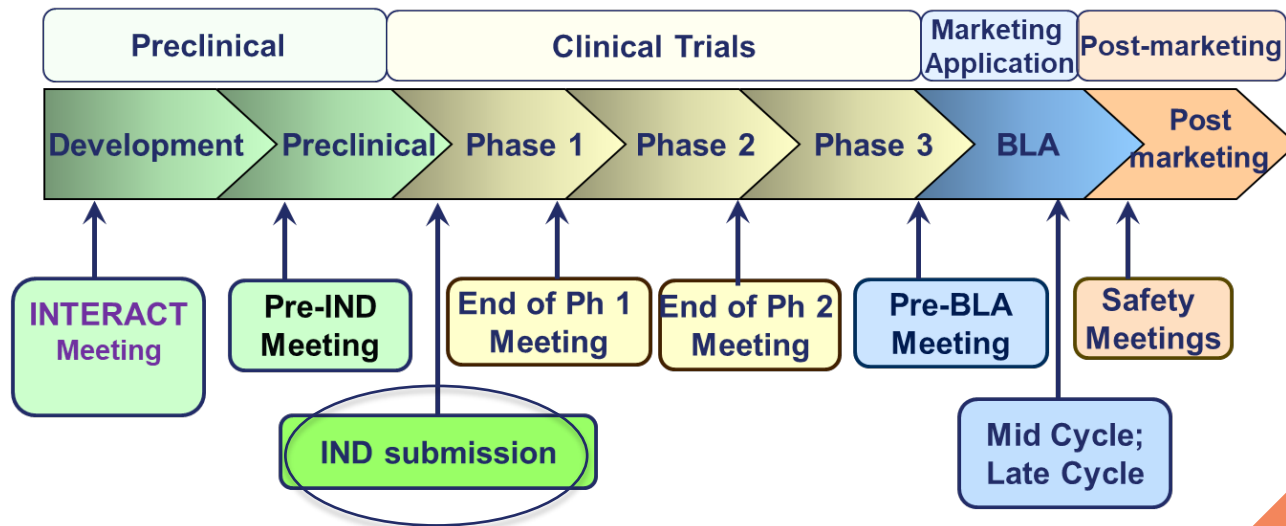 Preclinical
Clinical Trials
Marketing
Application
Post-marketing
Development
Preclinical
Phase 1
Phase 2
Phase 3
BLA
Post
marketing
INTERACT
Meeting
Pre-IND
Meeting
End of Ph 1
Meeting
End of Ph 2
Meeting
Pre-BLA
Meeting
Safety
Meetings
IND submission
Mid Cycle;
Late Cycle